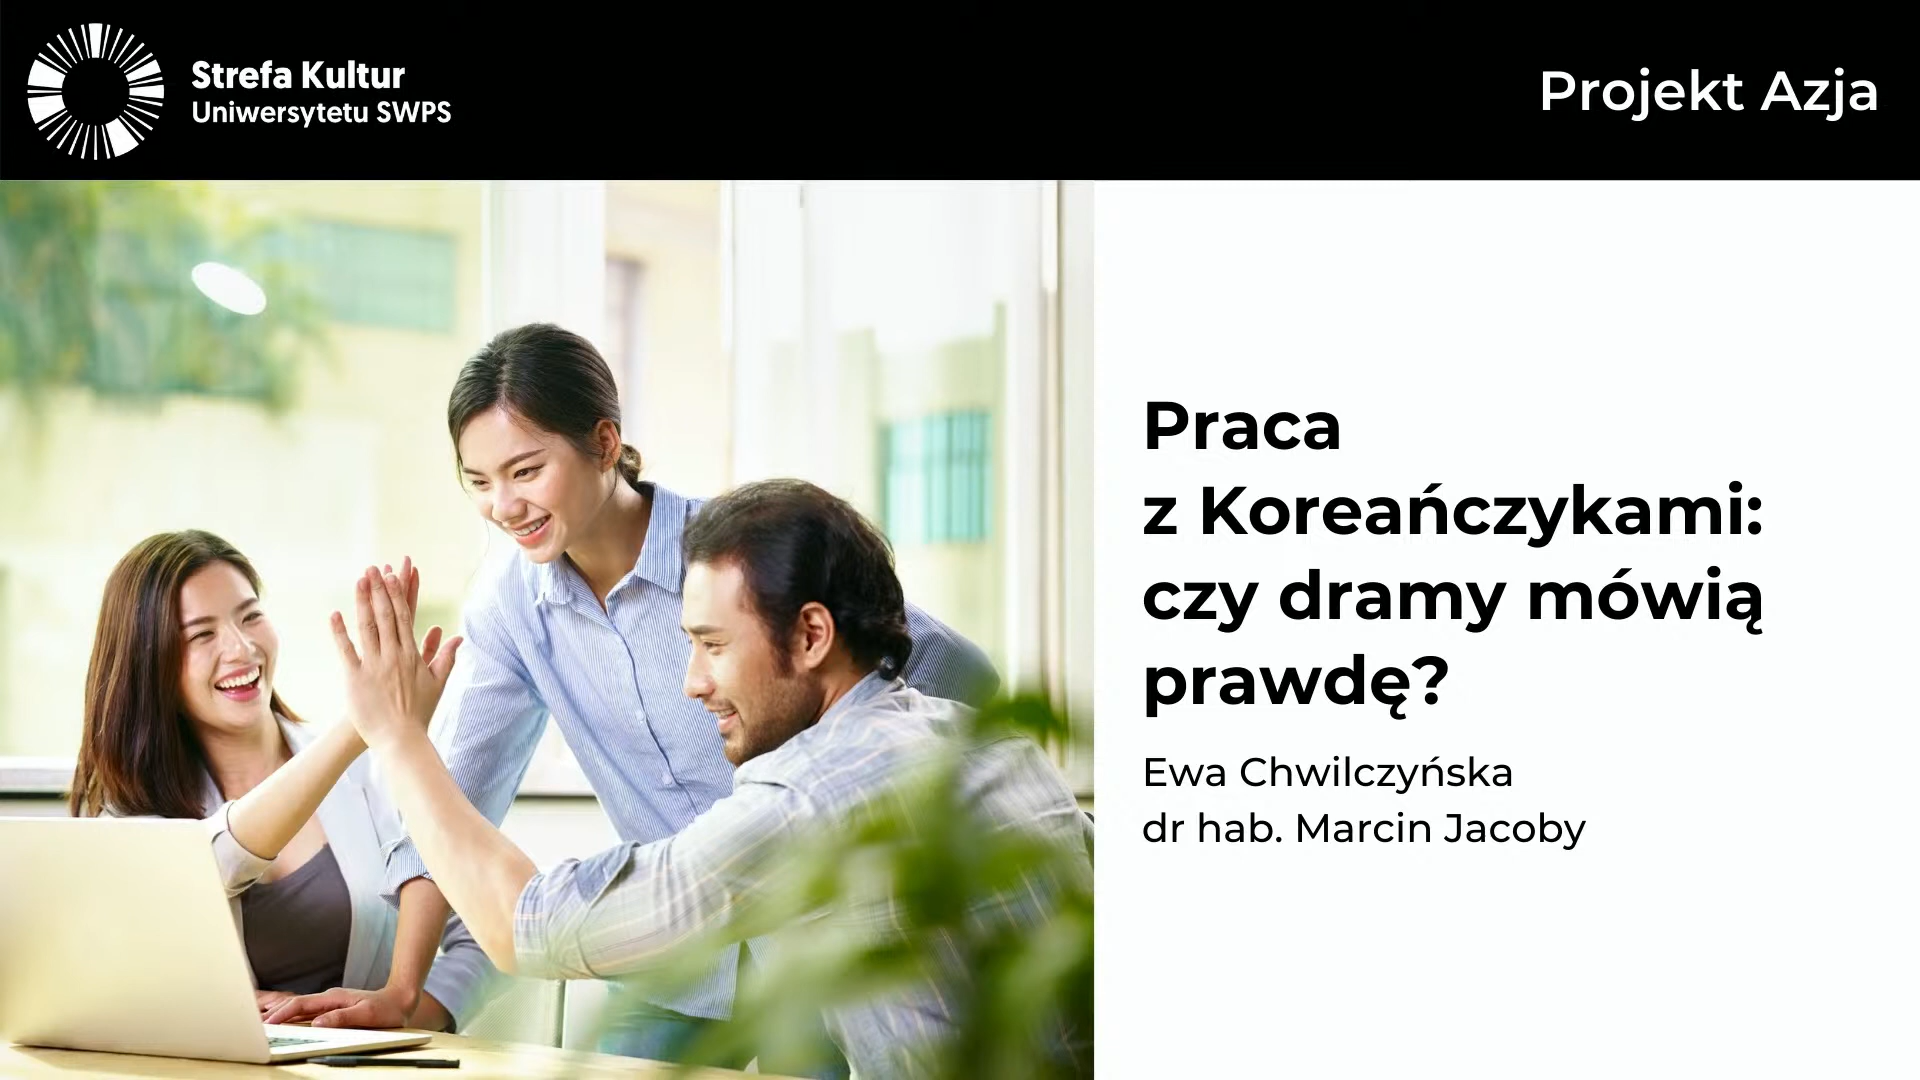 Strefa Kultur
Uniwersytetu SWPS
Projekt Azja
Praca
z Koreańczykami:
czy dramy mówią
prawdę?
Ewa Chwilczyńska
dr hab. Marcin Jacoby